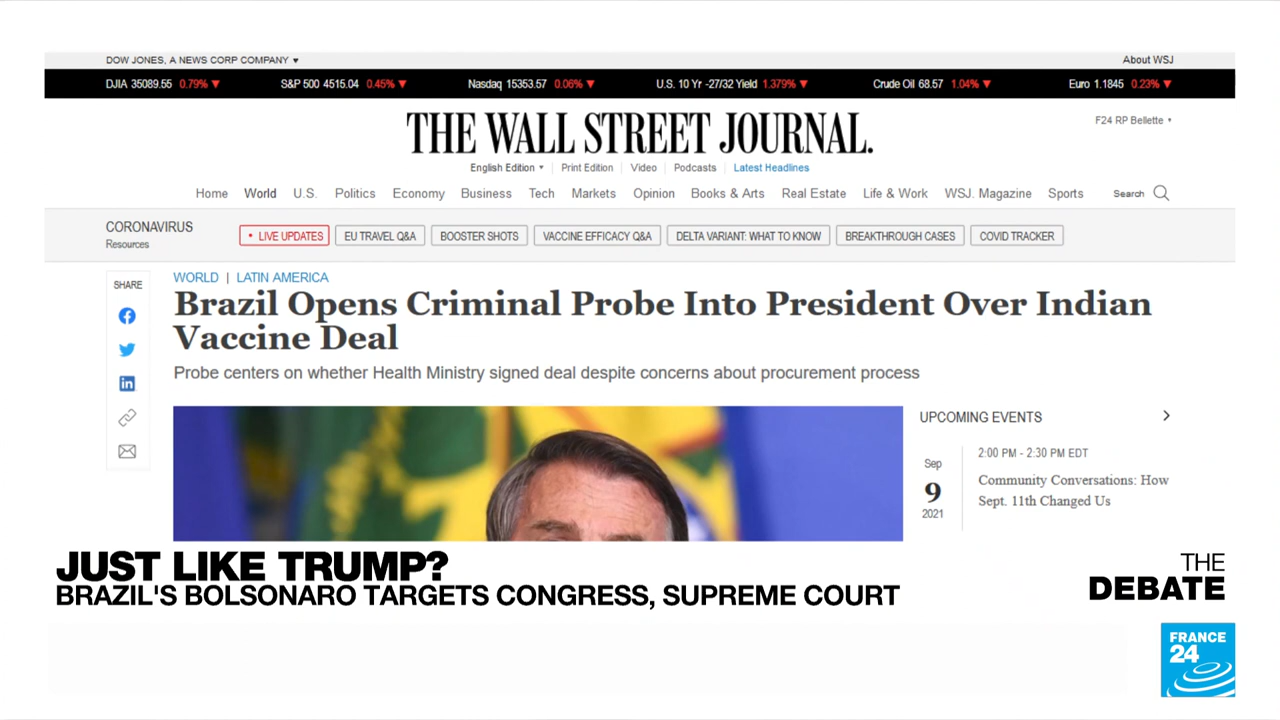 DOW JONES, A NEWS CORP COMPANY ▼
About WSJ
DJIA 35089.55 0.79% ▼
S&P 500 4515.04 0.45% ▼
Nasdaq 15353.57 0.06% ▼
U.S. 10 Yr -27/32 Yield 1.379% ▼
Crude Oil 68.57 1.04% ▼
Euro 1.1845 0.23% ▼
THE WALL STREET JOURNAL.
F24 RP Bellette
English Edition ▼ | Print Edition | Video | Podcasts | Latest Headlines
Home World U.S. Politics Economy Business Tech Markets Opinion Books & Arts Real Estate Life & Work WSJ. Magazine Sports Search
CORONAVIRUS
Resources
• LIVE UPDATES
EU TRAVEL Q&A
BOOSTER SHOTS
VACCINE EFFICACY Q&A
DELTA VARIANT: WHAT TO KNOW
BREAKTHROUGH CASES
COVID TRACKER
SHARE
WORLD | LATIN AMERICA
Brazil Opens Criminal Probe Into President Over Indian
Vaccine Deal
Probe centers on whether Health Ministry signed deal despite concerns about procurement process
UPCOMING EVENTS
Sep
9
2021
2:00 PM - 2:30 PM EDT
Community Conversations: How
Sept. 11th Changed Us
JUST LIKE TRUMP?
BRAZIL'S BOLSONARO TARGETS CONGRESS, SUPREME COURT
THE
DEBATE
FRANCE
24